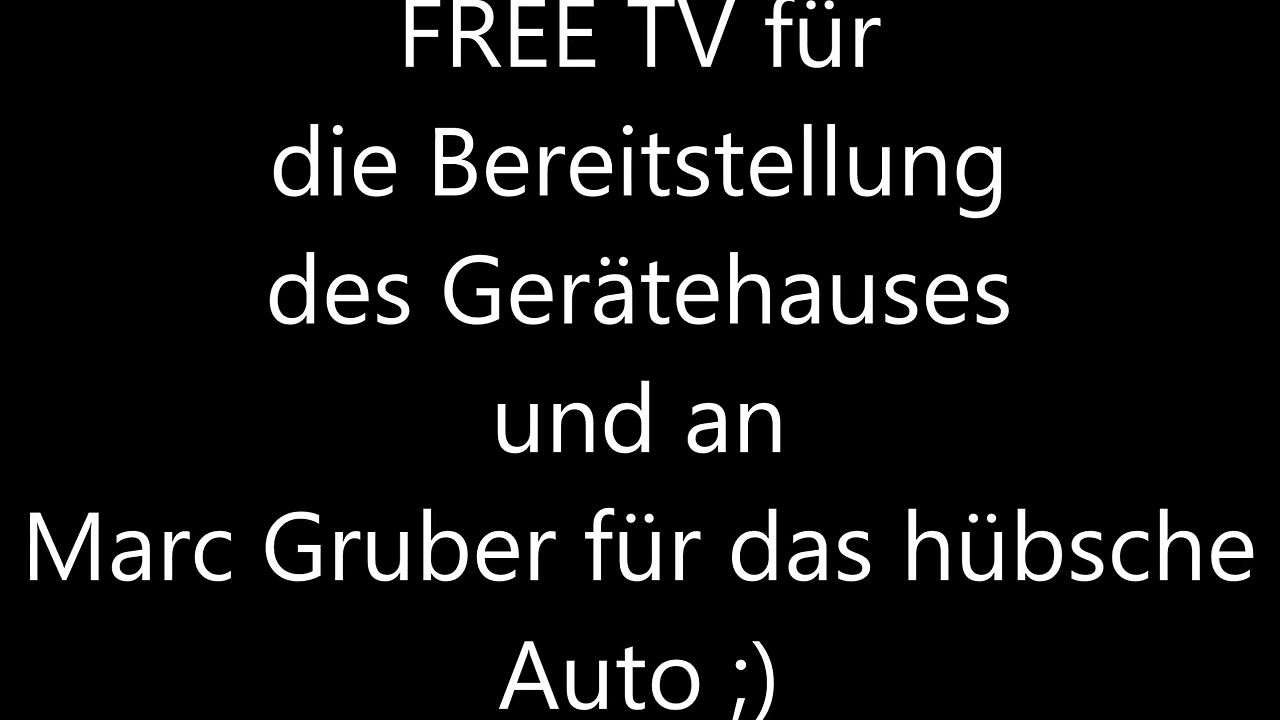 FREE TV für
die Bereitstellung
des Gerätehauses
und an
Marc Gruber für das hübsche
Auto ;)